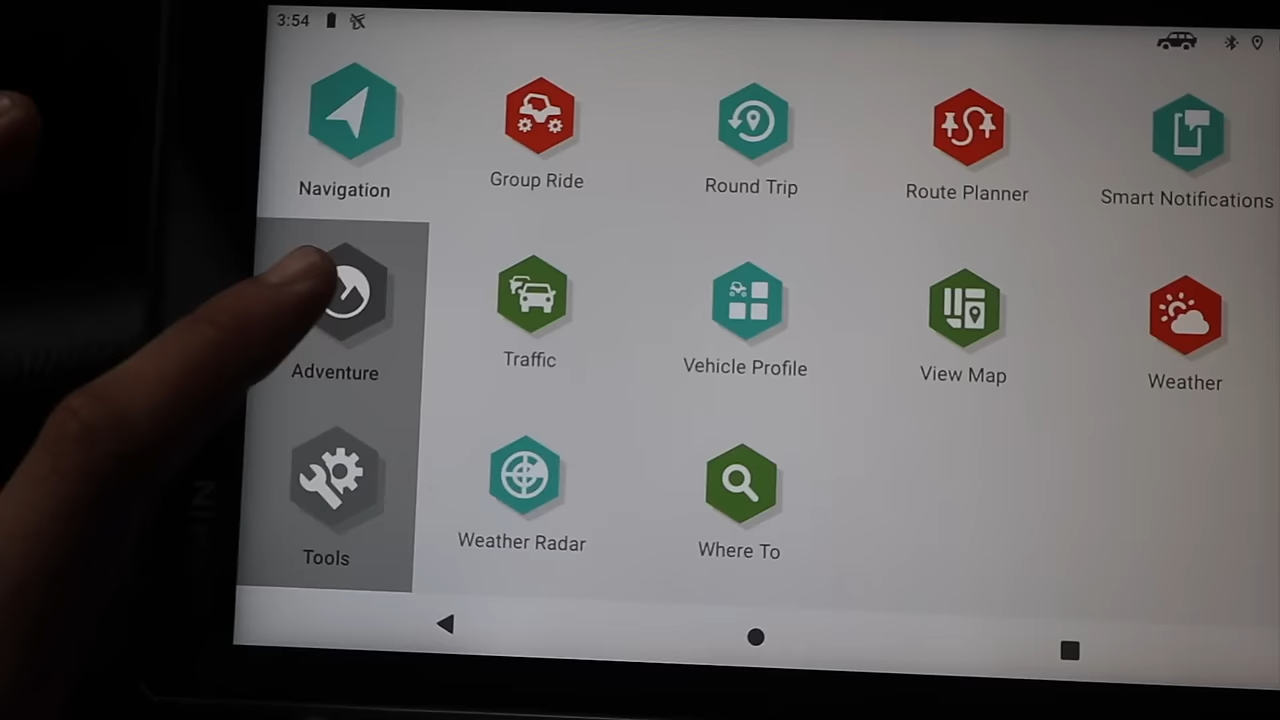 3:54
Navigation
Group Ride
Round Trip
Route Planner
Smart Notifications
Adventure
Traffic
Vehicle Profile
View Map
Weather
Tools
Weather Radar
Where To